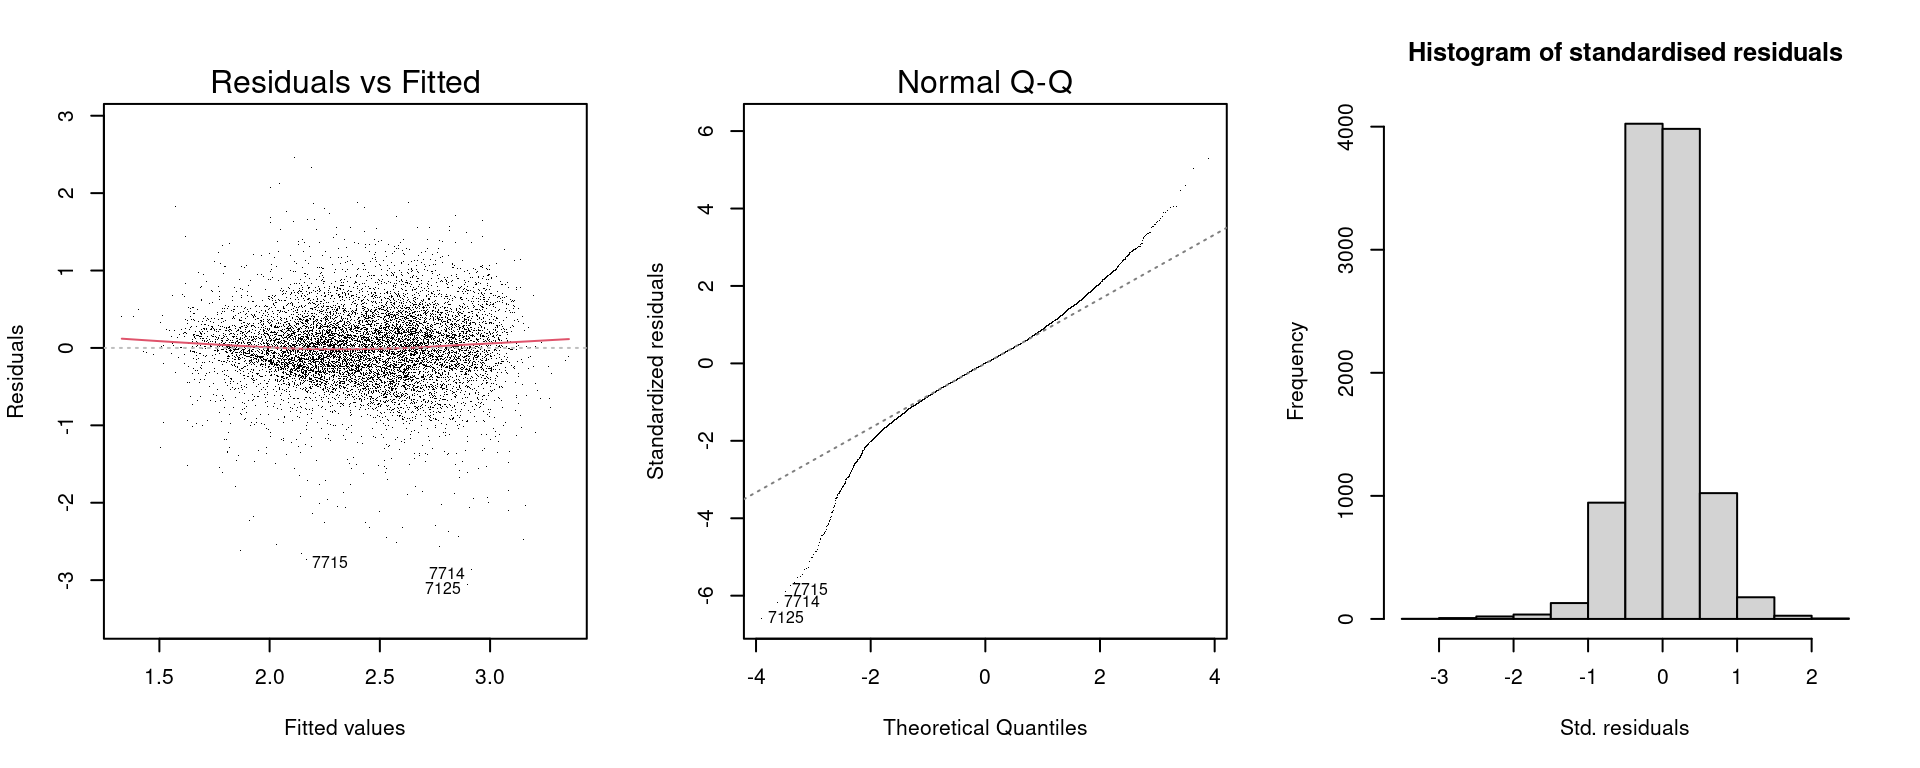 Residuals vs Fitted
Residuals
3
2
1
0
-1
-2
-3
7715
7714
7125
1.5 2.0 2.5 3.0
Fitted values
Normal Q-Q
Standardized residuals
6
4
2
0
-2
-4
-6
7715
7714
7125
-4 -2 0 2 4
Theoretical Quantiles
Histogram of standardised residuals
Frequency
4000
3000
2000
1000
0
-3 -2 -1 0 1 2
Std. residuals